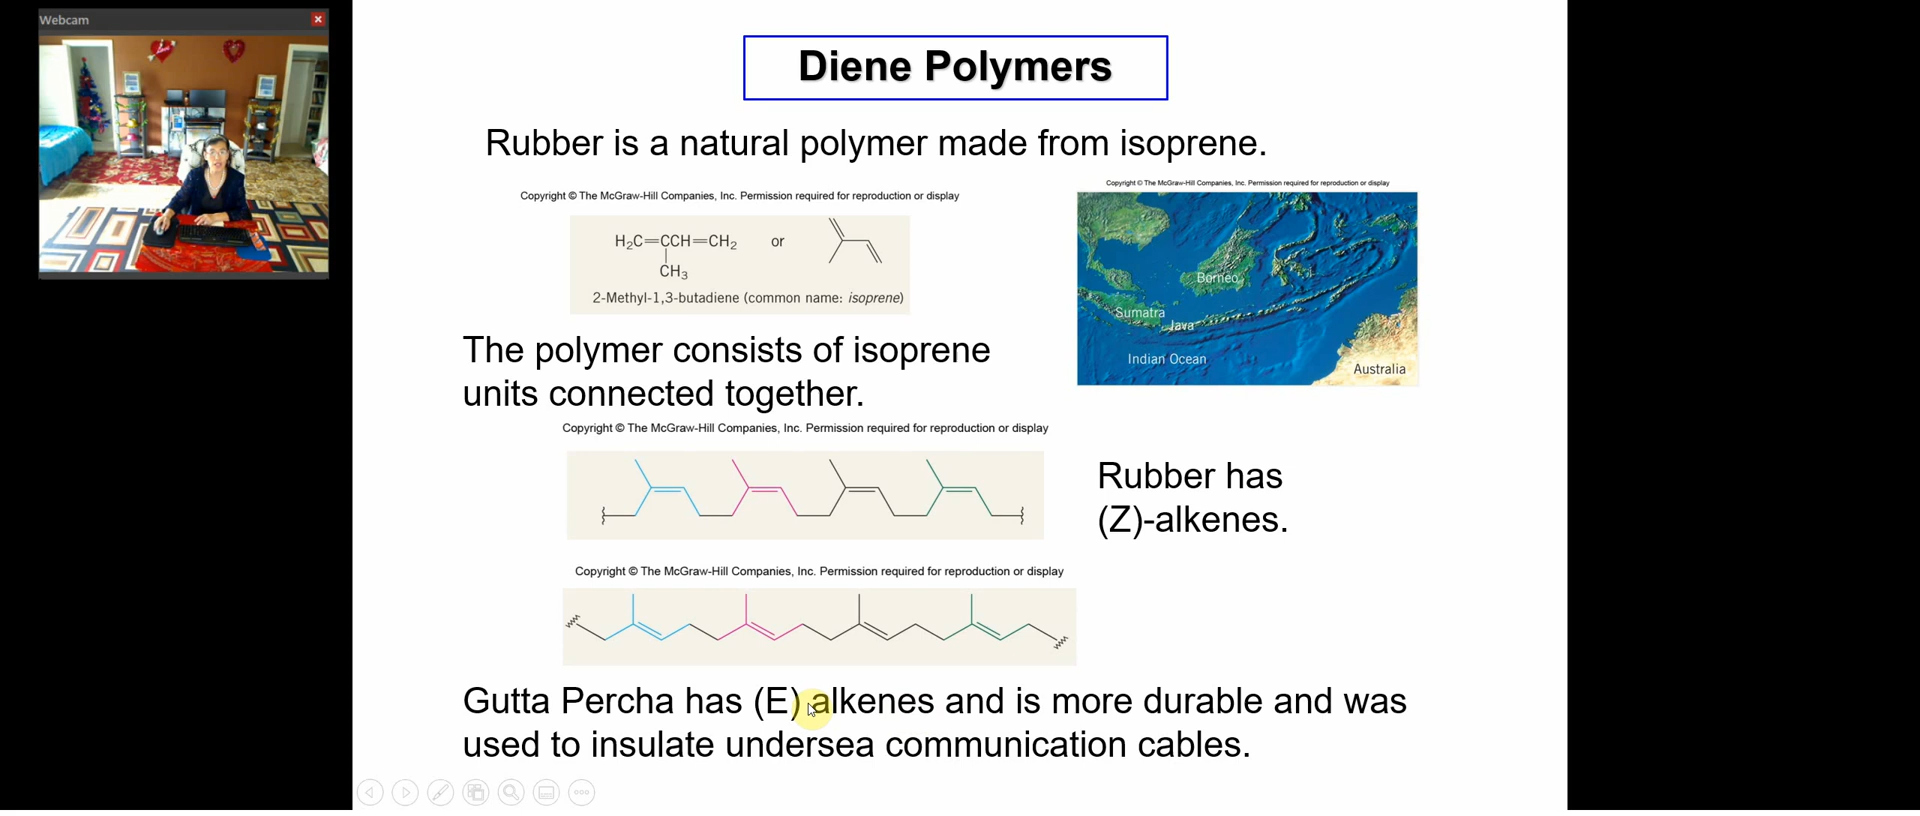 Webcam
Diene Polymers
Rubber is a natural polymer made from isoprene.
Copyright © The McGraw-Hill Companies, Inc. Permission required for reproduction or display
H₂C=CCH=CH₂ or
CH₃
2-Methyl-1,3-butadiene (common name: isoprene)
Copyright © The McGraw-Hill Companies, Inc. Permission required for reproduction or display
Borneo
Sumatra
Java
Indian Ocean
Australia
The polymer consists of isoprene
units connected together.
Copyright © The McGraw-Hill Companies, Inc. Permission required for reproduction or display
Rubber has
(Z)-alkenes.
Copyright © The McGraw-Hill Companies, Inc. Permission required for reproduction or display
Gutta Percha has (E) alkenes and is more durable and was
used to insulate undersea communication cables.